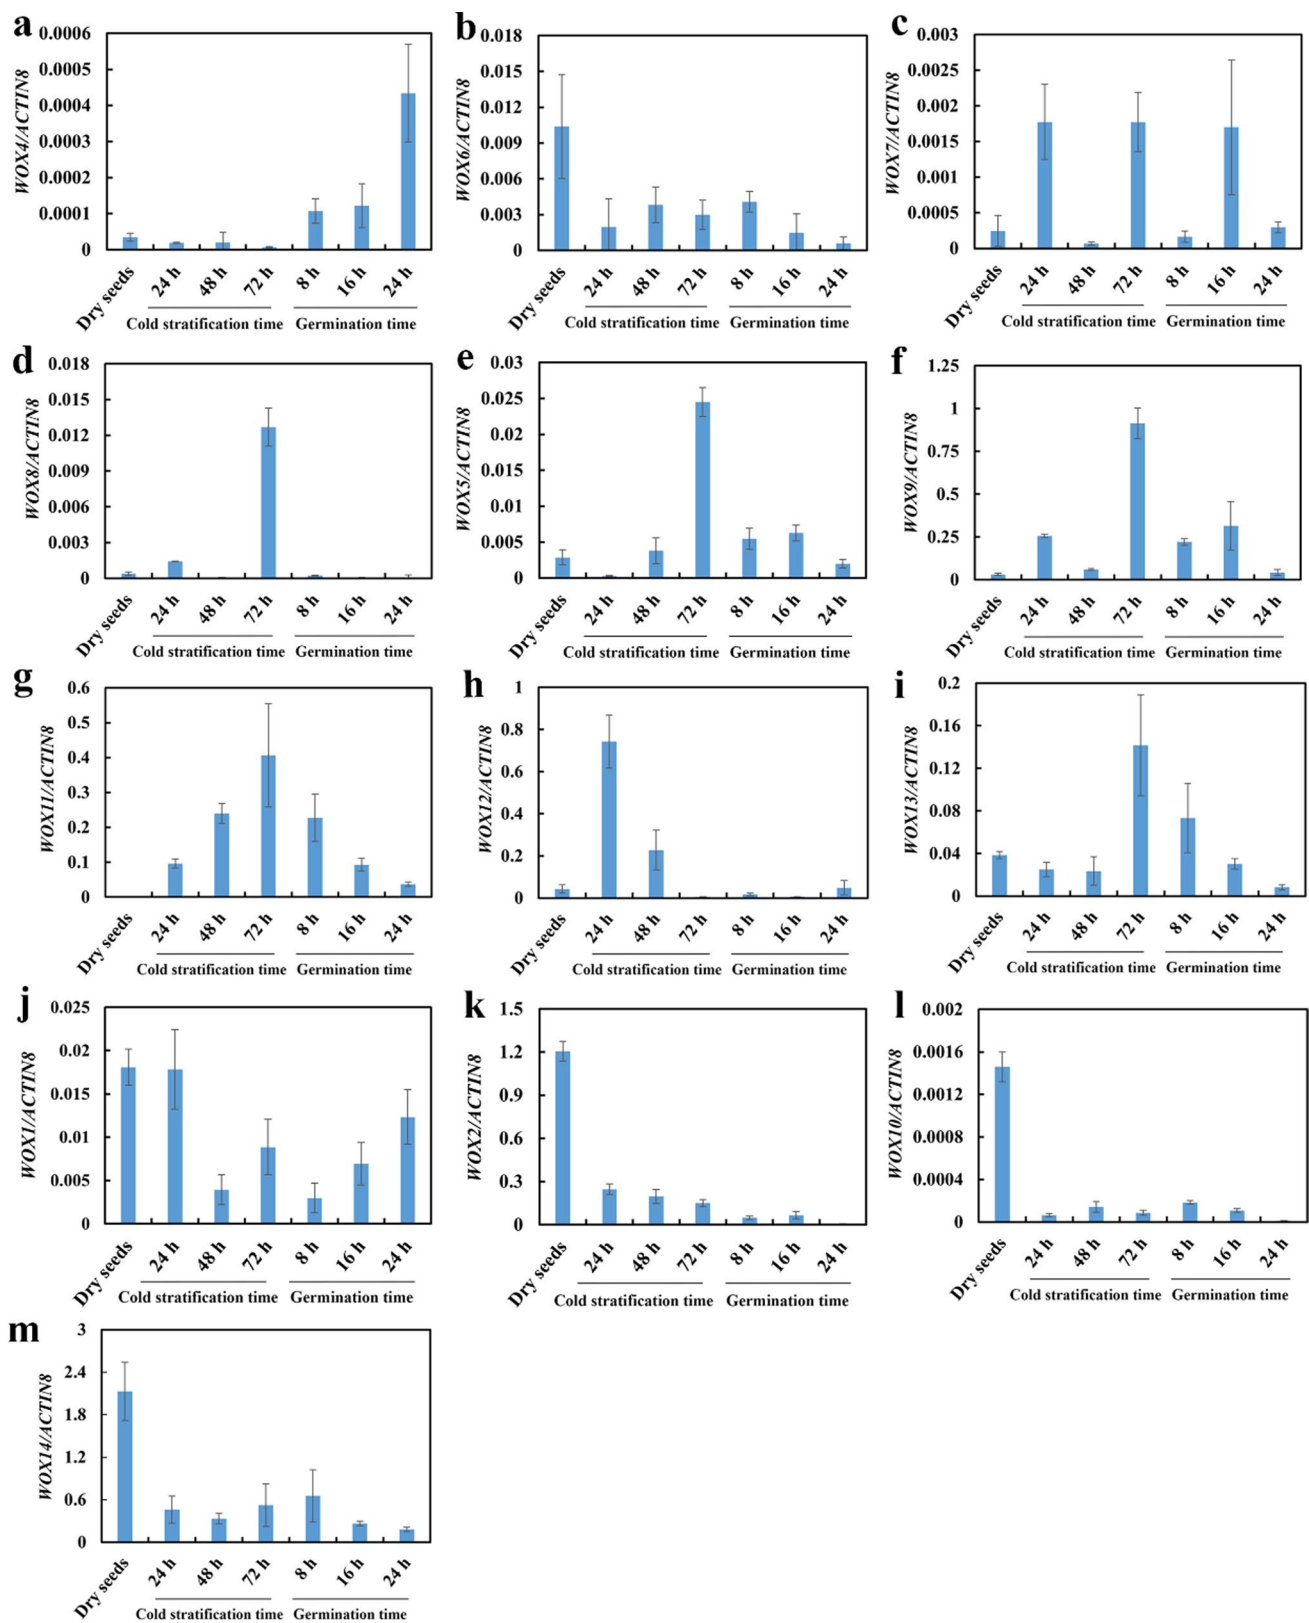 a
WOX4/ACTIN8
0.0006
0.0005
0.0004
0.0003
0.0002
0.0001
0
Dry seeds
24 h
48 h
72 h
8 h
16 h
24 h
Cold stratification time
Germination time
b
WOX6/ACTIN8
0.018
0.015
0.012
0.009
0.006
0.003
0
Dry seeds
24 h
48 h
72 h
8 h
16 h
24 h
Cold stratification time
Germination time
c
WOX7/ACTIN8
0.003
0.0025
0.002
0.0015
0.001
0.0005
0
Dry seeds
24 h
48 h
72 h
8 h
16 h
24 h
Cold stratification time
Germination time
d
WOX8/ACTIN8
0.018
0.015
0.012
0.009
0.006
0.003
0
Dry seeds
24 h
48 h
72 h
8 h
16 h
24 h
Cold stratification time
Germination time
e
WOX5/ACTIN8
0.03
0.025
0.02
0.015
0.01
0.005
0
Dry seeds
24 h
48 h
72 h
8 h
16 h
24 h
Cold stratification time
Germination time
f
WOX9/ACTIN8
1.25
1
0.75
0.5
0.25
0
Dry seeds
24 h
48 h
72 h
8 h
16 h
24 h
Cold stratification time
Germination time
g
WOX11/ACTIN8
0.6
0.5
0.4
0.3
0.2
0.1
0
Dry seeds
24 h
48 h
72 h
8 h
16 h
24 h
Cold stratification time
Germination time
h
WOX12/ACTIN8
1
0.8
0.6
0.4
0.2
0
Dry seeds
24 h
48 h
72 h
8 h
16 h
24 h
Cold stratification time
Germination time
i
WOX13/ACTIN8
0.2
0.16
0.12
0.08
0.04
0
Dry seeds
24 h
48 h
72 h
8 h
16 h
24 h
Cold stratification time
Germination time
j
WOX1/ACTIN8
0.025
0.02
0.015
0.01
0.005
0
Dry seeds
24 h
48 h
72 h
8 h
16 h
24 h
Cold stratification time
Germination time
k
WOX2/ACTIN8
1.5
1.2
0.9
0.6
0.3
0
Dry seeds
24 h
48 h
72 h
8 h
16 h
24 h
Cold stratification time
Germination time
l
WOX10/ACTIN8
0.002
0.0016
0.0012
0.0008
0.0004
0
Dry seeds
24 h
48 h
72 h
8 h
16 h
24 h
Cold stratification time
Germination time
m
WOX14/ACTIN8
3
2.4
1.8
1.2
0.6
0
Dry seeds
24 h
48 h
72 h
8 h
16 h
24 h
Cold stratification time
Germination time